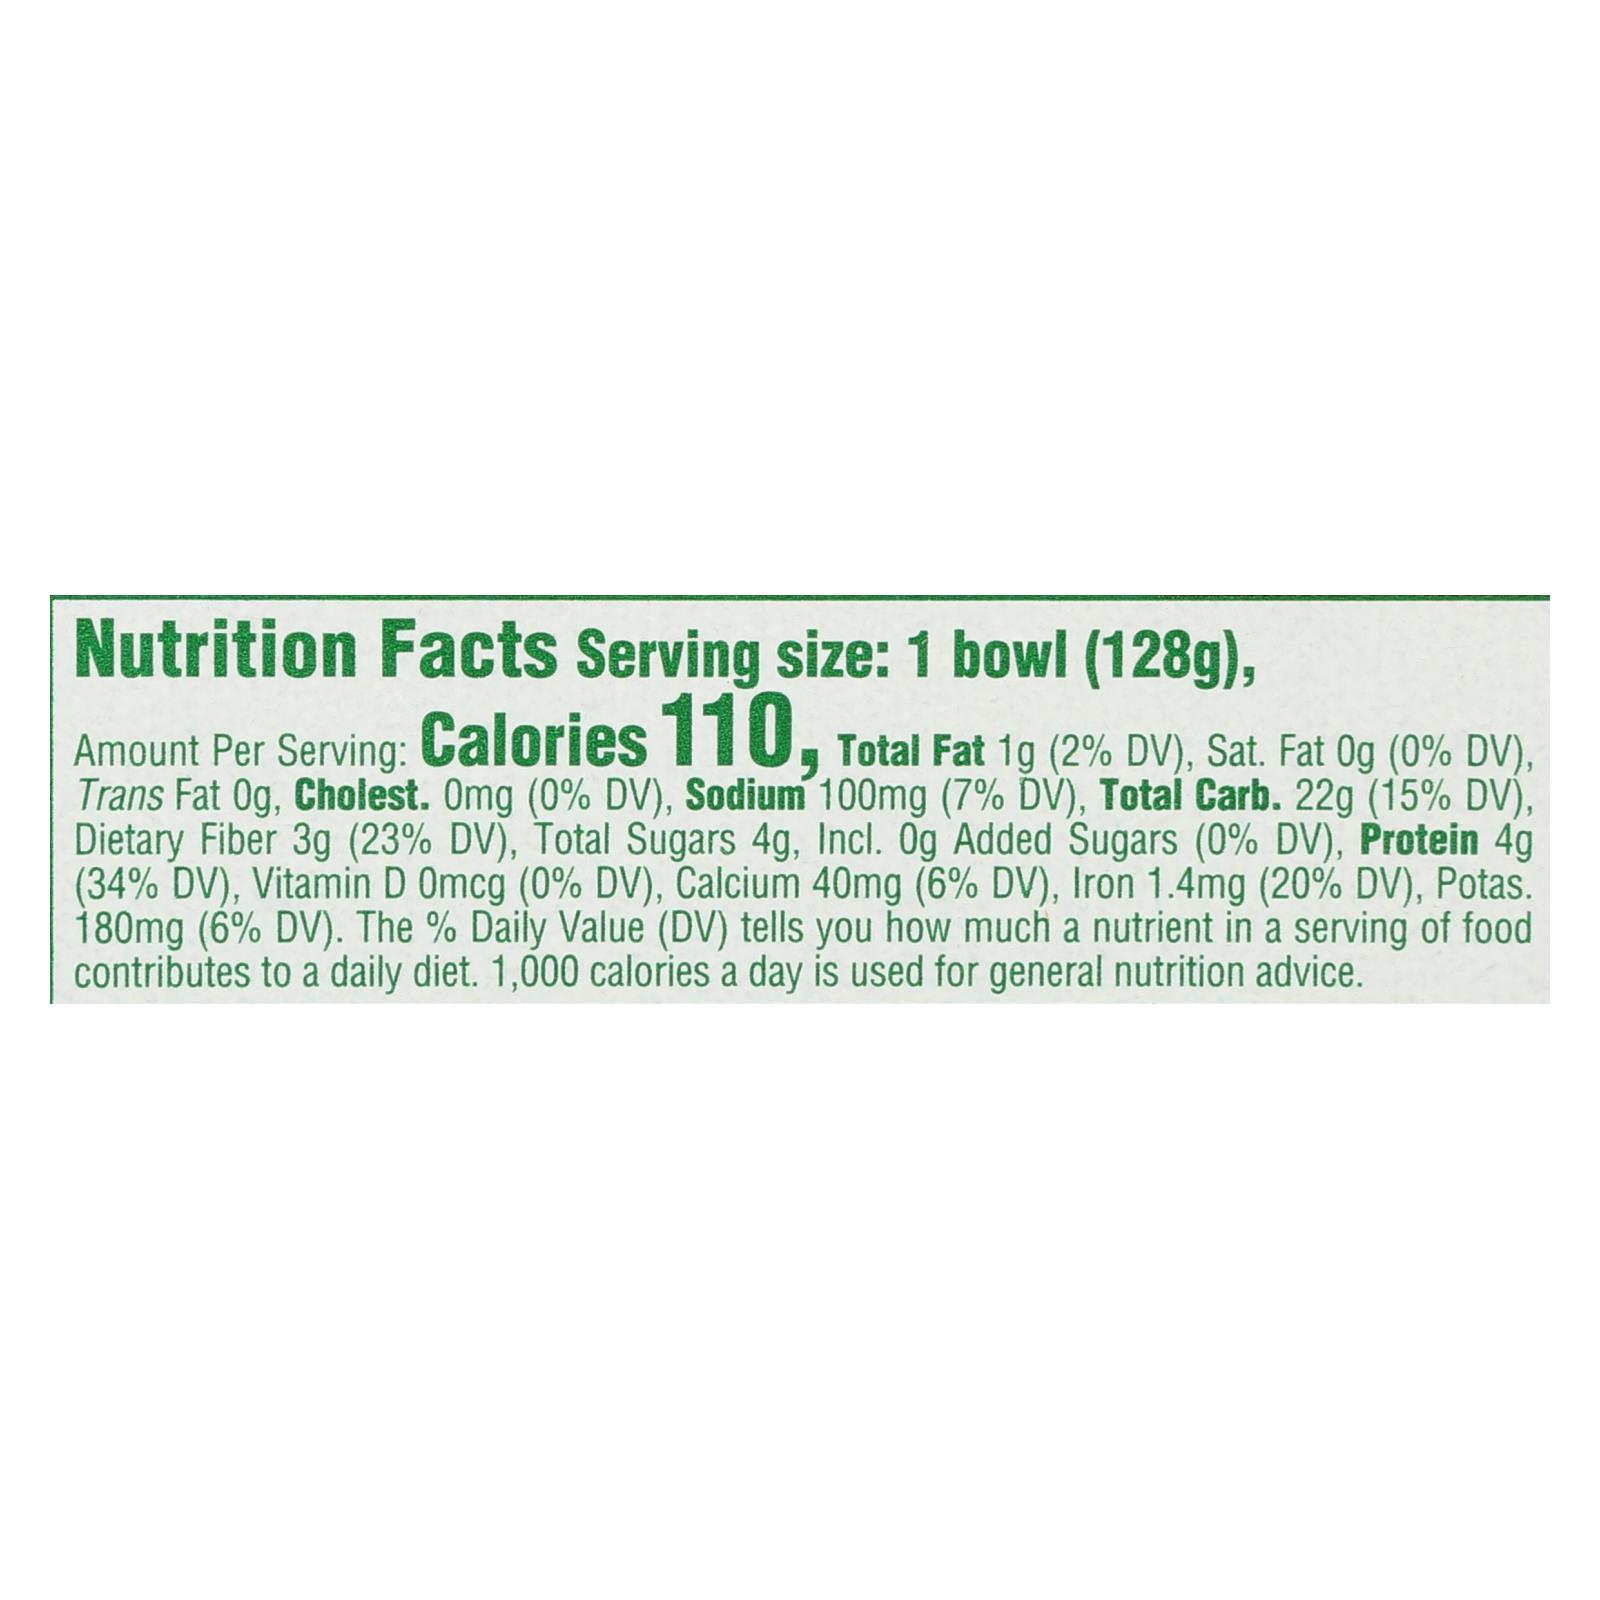 Nutrition Facts Serving size: 1 bowl (128g),
Amount Per Serving: Calories 110, Total Fat 1g (2% DV), Sat. Fat 0g (0% DV),
Trans Fat 0g, Cholest. 0mg (0% DV), Sodium 100mg (7% DV), Total Carb. 22g (15% DV),
Dietary Fiber 3g (23% DV), Total Sugars 4g, Incl. 0g Added Sugars (0% DV), Protein 4g
(34% DV), Vitamin D 0mcg (0% DV), Calcium 40mg (6% DV), Iron 1.4mg (20% DV), Potas.
180mg (6% DV). The % Daily Value (DV) tells you how much a nutrient in a serving of food
contributes to a daily diet. 1,000 calories a day is used for general nutrition advice.